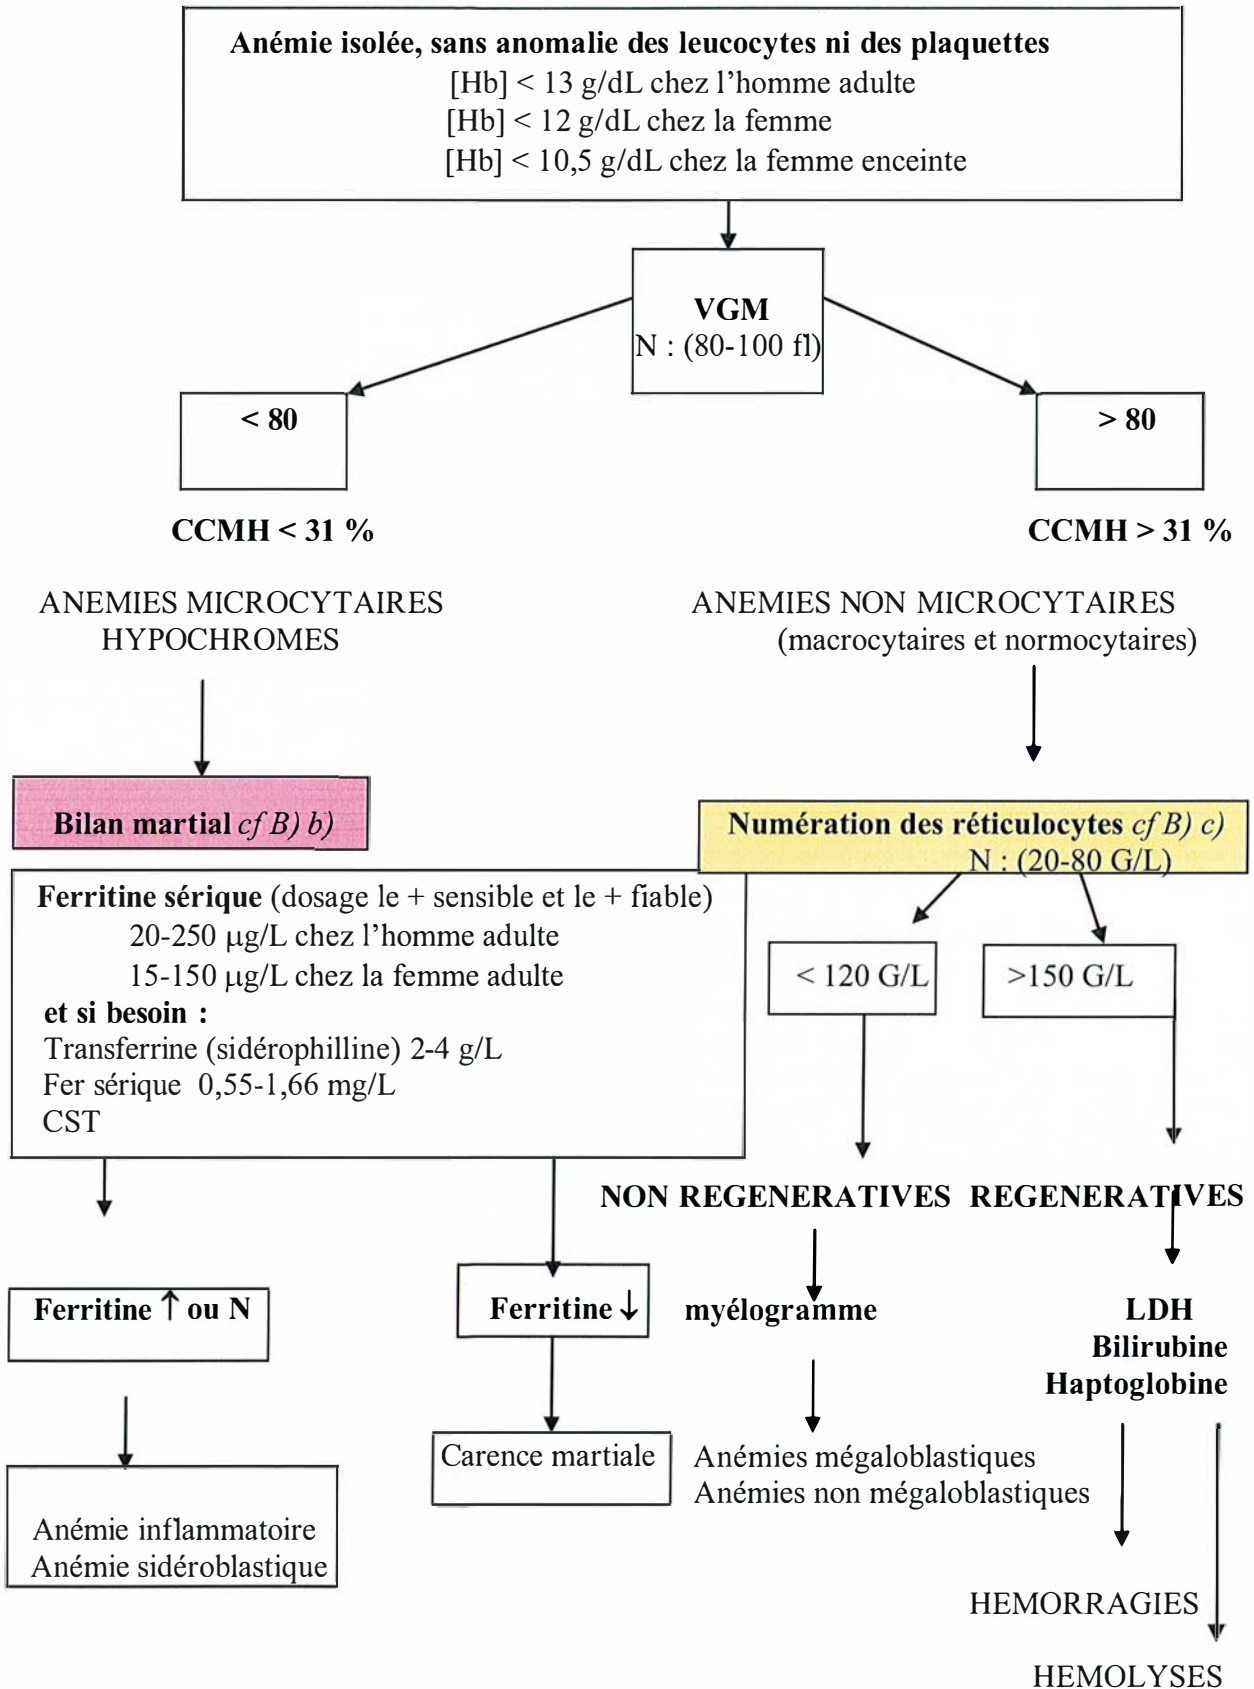 Anémie isolée, sans anomalie des leucocytes ni des plaquettes
[Hb] < 13 g/dL chez l'homme adulte
[Hb] < 12 g/dL chez la femme
[Hb] < 10,5 g/dL chez la femme enceinte
VGM
N : (80-100 fl)
< 80
> 80
CCMH < 31 %
CCMH > 31 %
ANEMIES MICROCYTAIRES
HYPOCHROMES
ANEMIES NON MICROCYTAIRES
(macrocytaires et normocytaires)
Bilan martial cf B) b)
Numération des réticulocytes cf B) c)
N : (20-80 G/L)
Ferritine sérique (dosage le + sensible et le + fiable)
20-250 µg/L chez l'homme adulte
15-150 µg/L chez la femme adulte
et si besoin :
Transferrine (sidérophilline) 2-4 g/L
Fer sérique 0,55-1,66 mg/L
CST
< 120 G/L
>150 G/L
NON REGENERATIVES
REGENERATIVES
Ferritine ↑ ou N
Ferritine ↓
myélogramme
LDH
Bilirubine
Haptoglobine
Anémie inflammatoire
Anémie sidéroblastique
Carence martiale
Anémies mégaloblastiques
Anémies non mégaloblastiques
HEMORRAGIES
HEMOLYSES